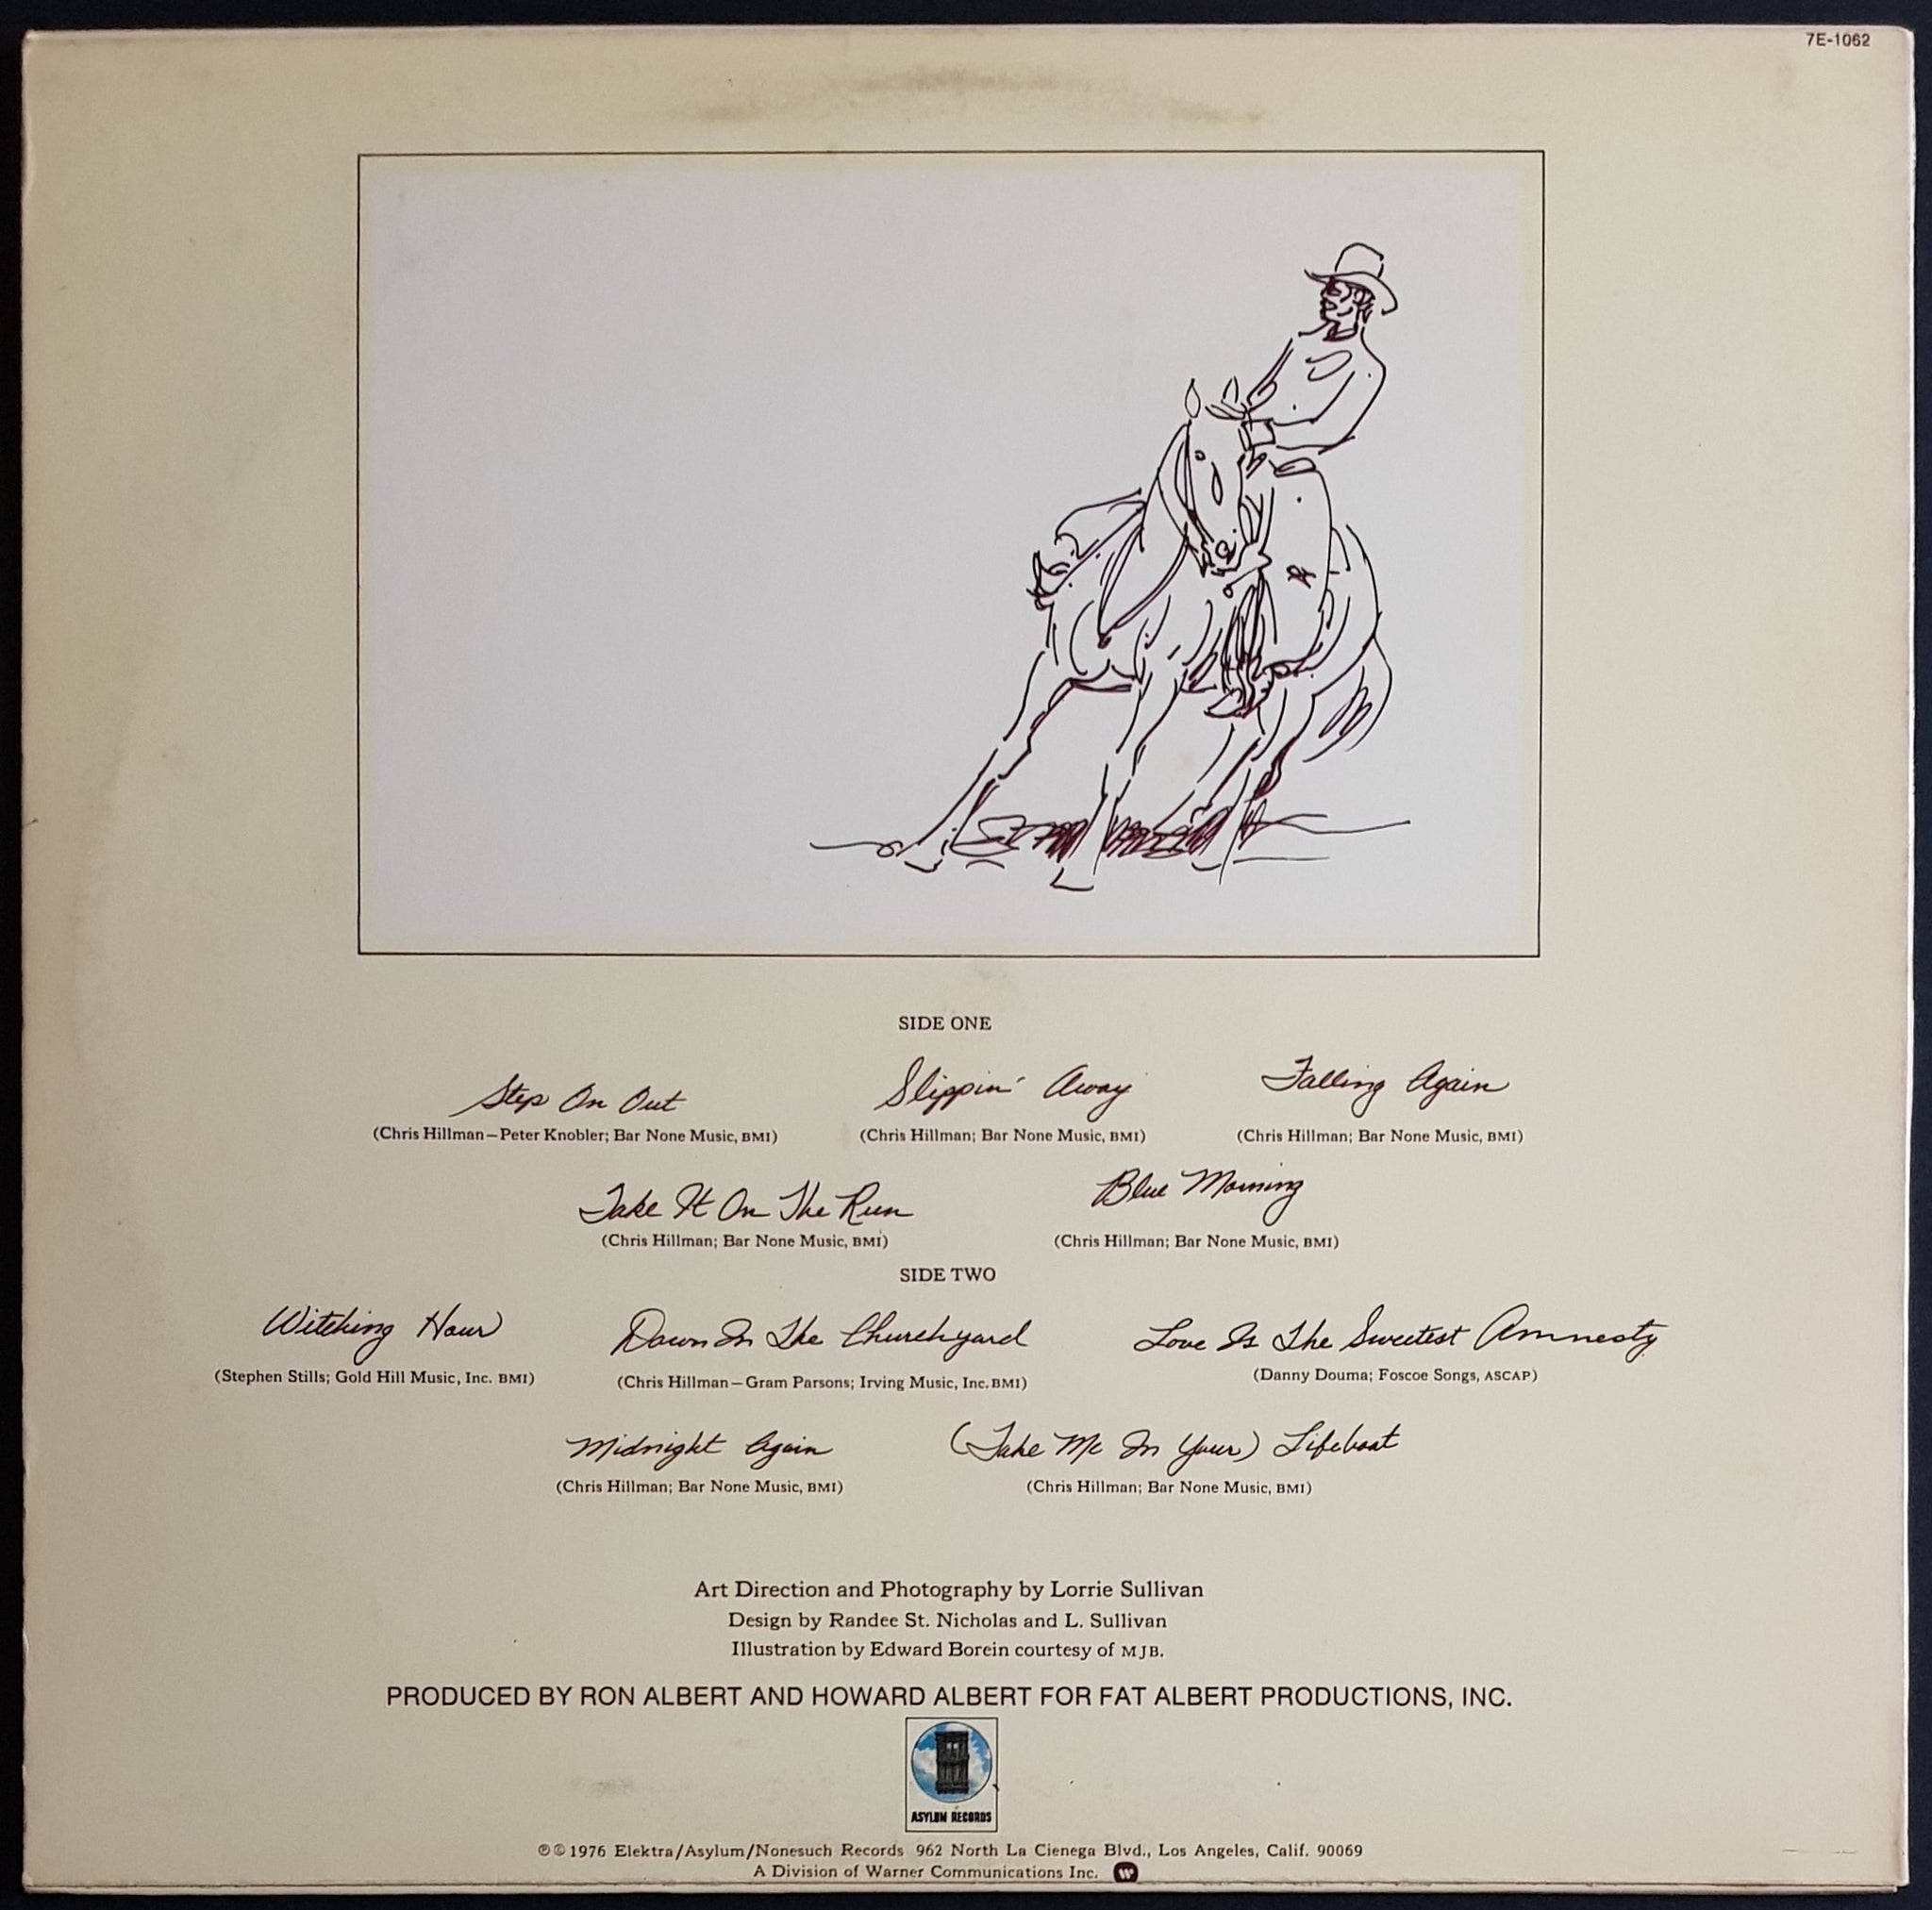 7E-1062
SIDE ONE
Step On Out
(Chris Hillman—Peter Knobler; Bar None Music, BMI)
Slippin' Away
(Chris Hillman; Bar None Music, BMI)
Falling Again
(Chris Hillman; Bar None Music, BMI)
Take It On The Run
(Chris Hillman; Bar None Music, BMI)
Blue Morning
(Chris Hillman; Bar None Music, BMI)
SIDE TWO
Witching Hour
(Stephen Stills; Gold Hill Music, Inc. BMI)
Down In The Churchyard
(Chris Hillman—Gram Parsons; Irving Music, Inc. BMI)
Love Is The Sweetest Amnesty
(Danny Douma; Foscoe Songs, ASCAP)
Midnight Again
(Chris Hillman; Bar None Music, BMI)
(Take Me In Your) Lifeboat
(Chris Hillman; Bar None Music, BMI)
Art Direction and Photography by Lorrie Sullivan
Design by Randee St. Nicholas and L. Sullivan
Illustration by Edward Borein courtesy of MJB.
PRODUCED BY RON ALBERT AND HOWARD ALBERT FOR FAT ALBERT PRODUCTIONS, INC.
ASYLUM RECORDS
℗© 1976 Elektra/Asylum/Nonesuch Records 962 North La Cienega Blvd., Los Angeles, Calif. 90069
A Division of Warner Communications Inc.